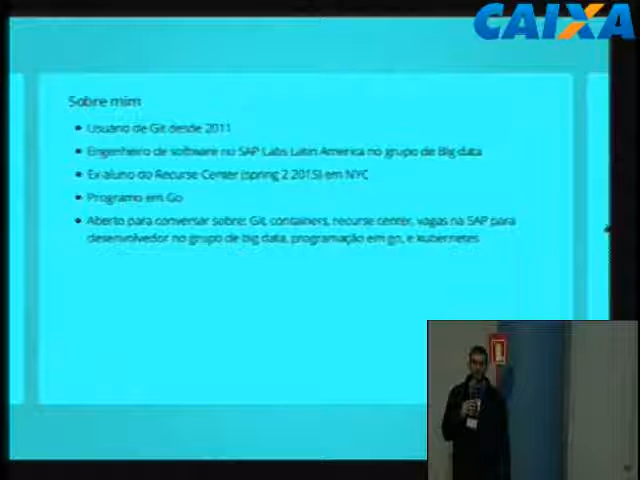 CAIXA
Sobre mim
Usuário de Git desde 2011
Engenheiro de software no SAP Labs Latin America no grupo de Big data
Ex-aluno do Recurse Center (spring 2 2015) em NYC
Programo em Go
Aberto para conversar sobre: Git, containers, recurse center, vagas na SAP para
desenvolvedor no grupo de big data, programação em go, e kubernetes